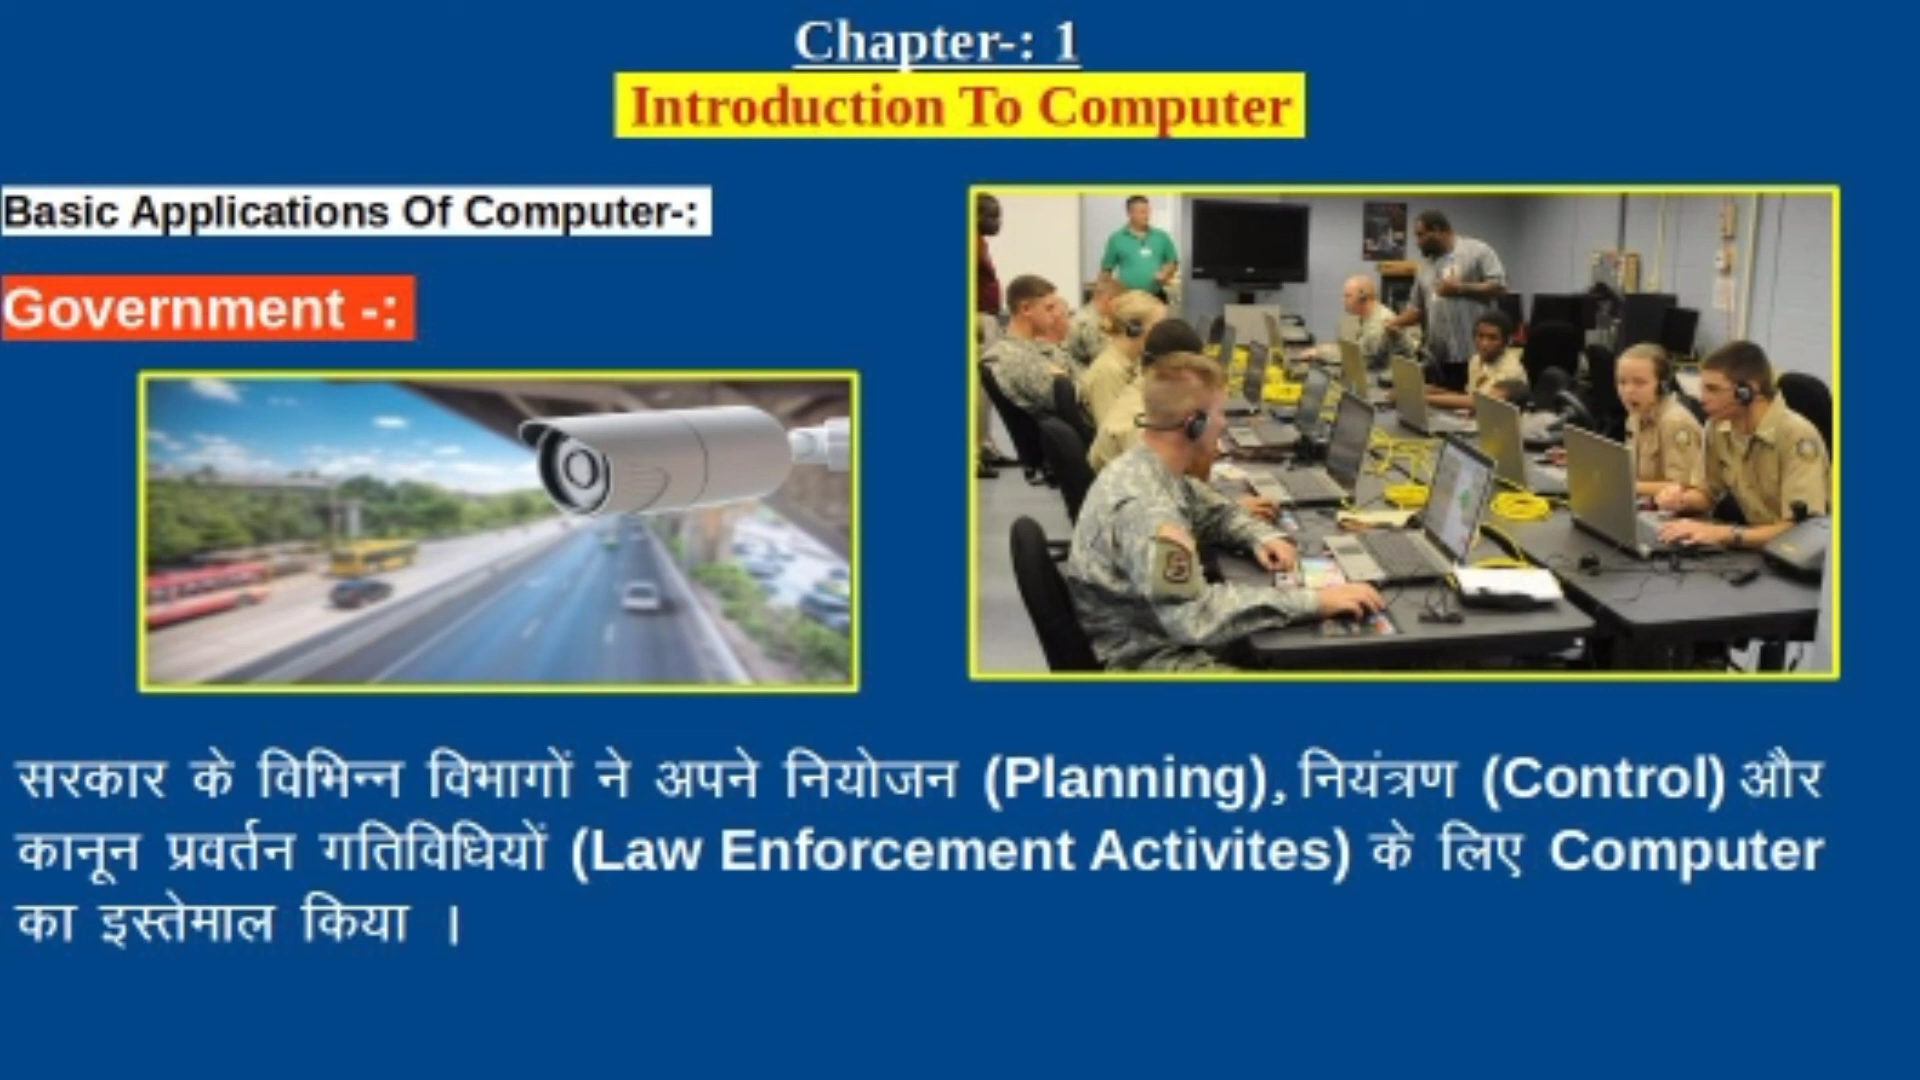 Chapter-: 1
Introduction To Computer
Basic Applications Of Computer-:
Government -:
सरकार के विभिन्न विभागों ने अपने नियोजन (Planning), नियंत्रण (Control) और
कानून प्रवर्तन गतिविधियों (Law Enforcement Activites) के लिए Computer
का इस्तेमाल किया ।